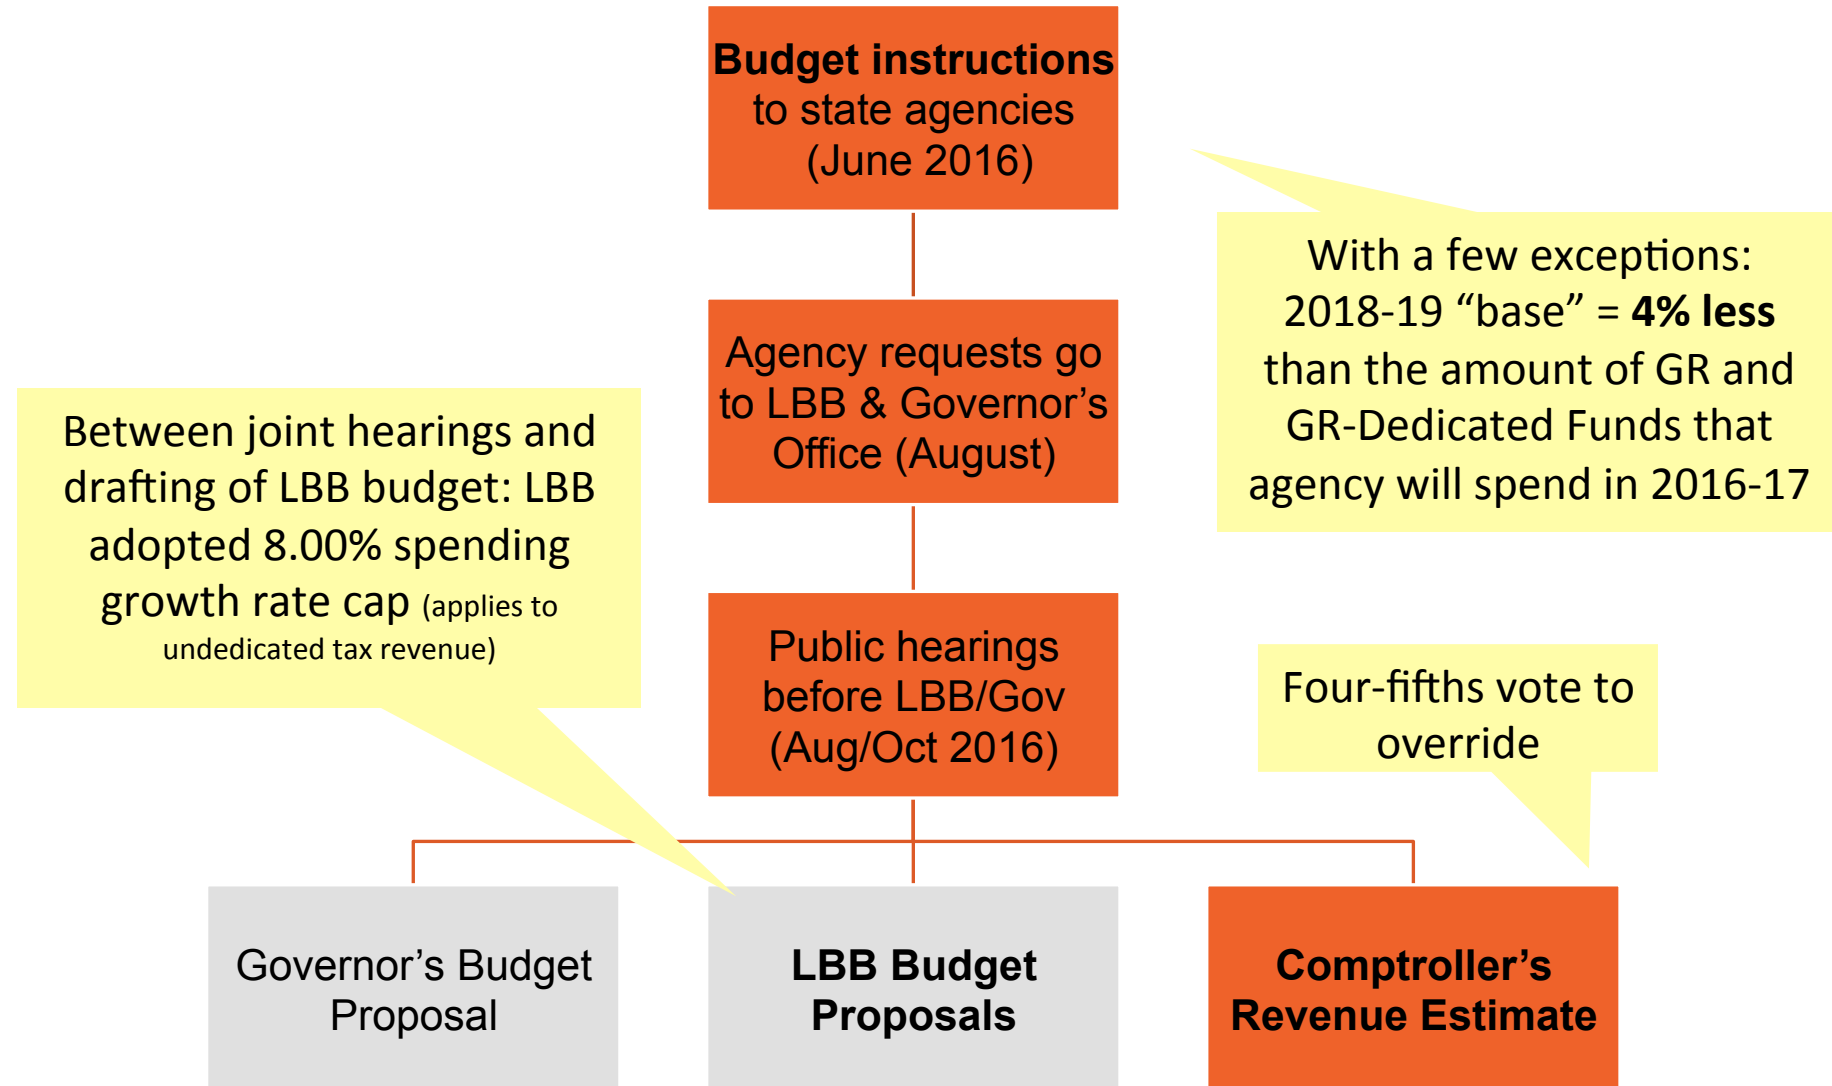 Budget instructions
to state agencies
(June 2016)
With a few exceptions:
2018-19 “base” = 4% less
than the amount of GR and
GR-Dedicated Funds that
agency will spend in 2016-17
Agency requests go
to LBB & Governor’s
Office (August)
Between joint hearings and
drafting of LBB budget: LBB
adopted 8.00% spending
growth rate cap (applies to
undedicated tax revenue)
Public hearings
before LBB/Gov
(Aug/Oct 2016)
Four-fifths vote to
override
Governor’s Budget
Proposal
LBB Budget
Proposals
Comptroller’s
Revenue Estimate